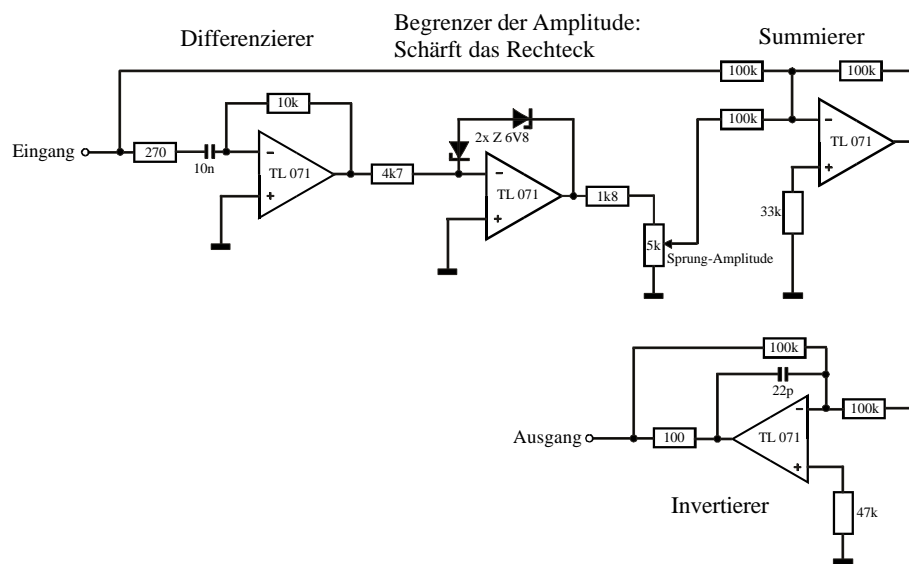 Differenzierer
Begrenzer der Amplitude:
Schärft das Rechteck
Summierer
100k
100k
10k
100k
2x Z 6V8
Eingang
270
10n
TL 071
4k7
TL 071
1k8
TL 071
33k
5k
Sprung-Amplitude
100k
22p
100k
Ausgang
100
TL 071
Invertierer
47k